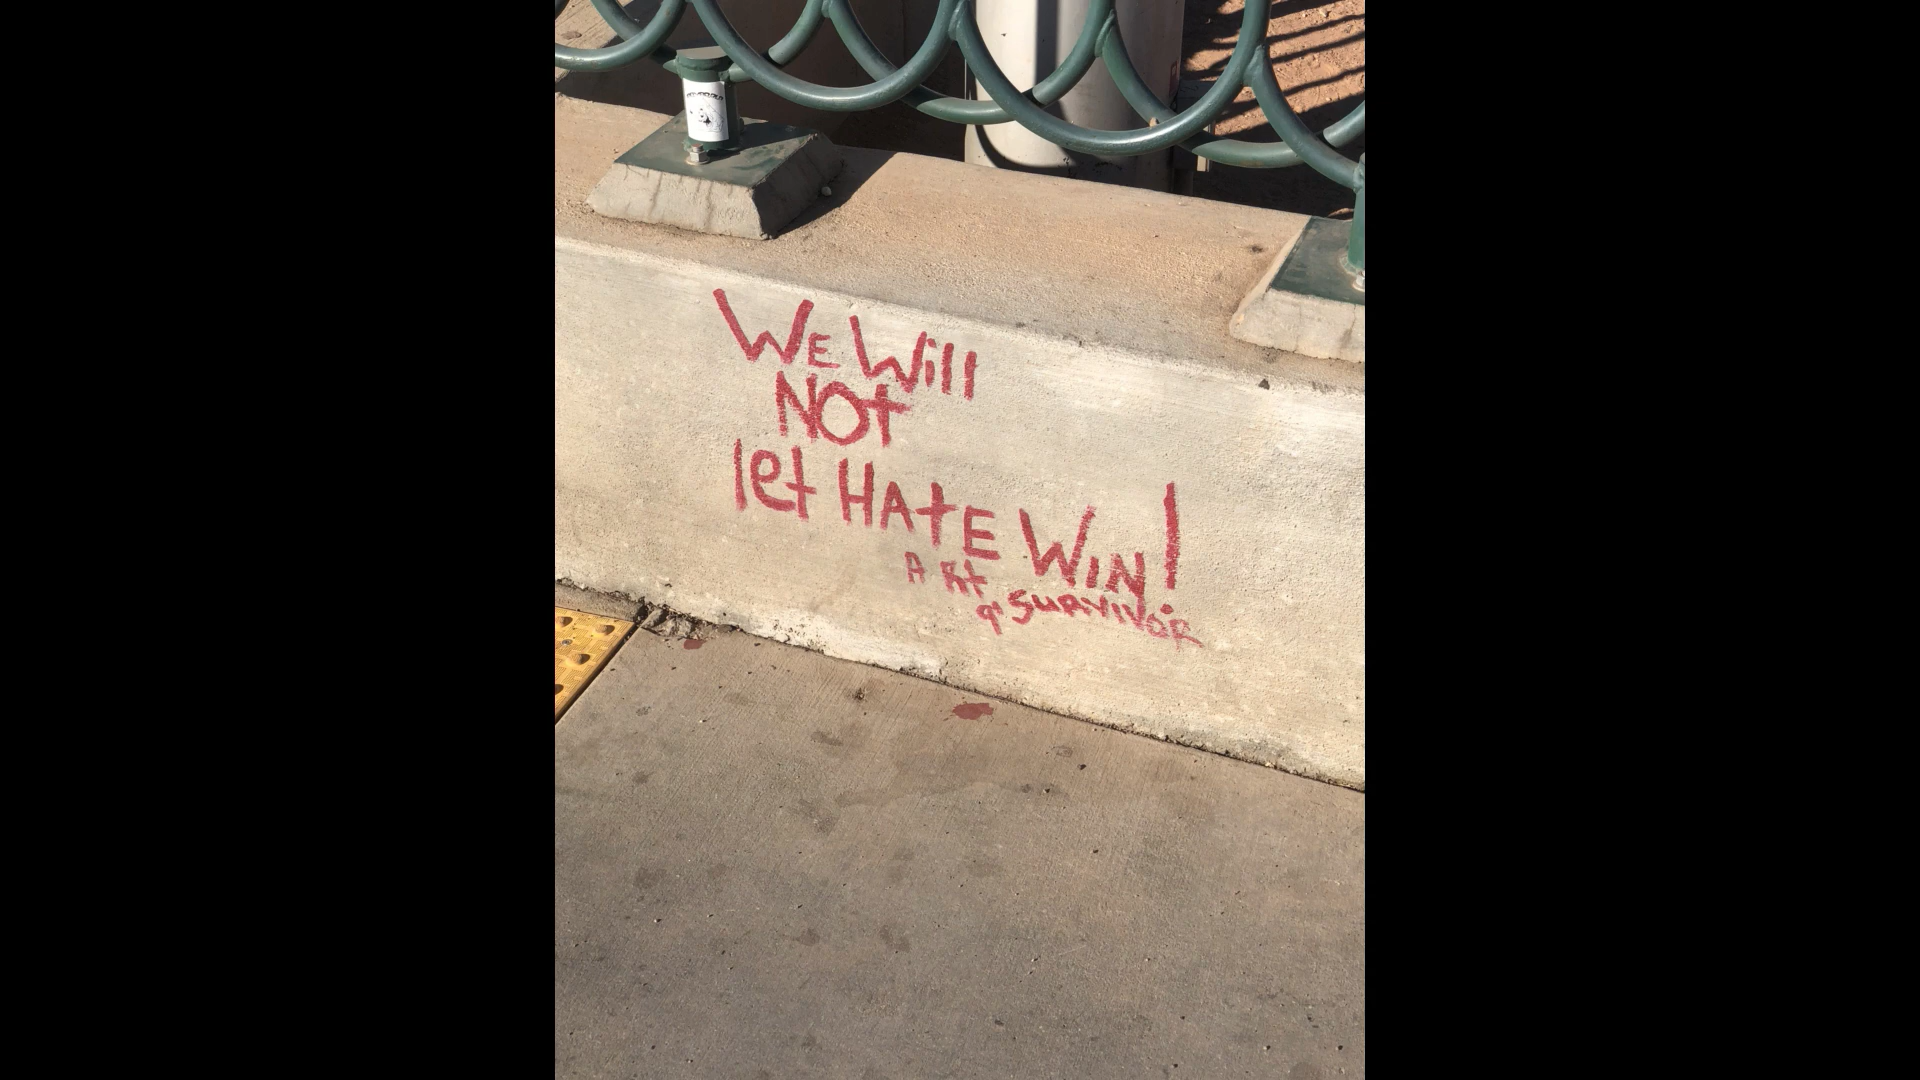 WE Will
NOt
let HAtE WIN!
A Rt
91 SURVIVOR